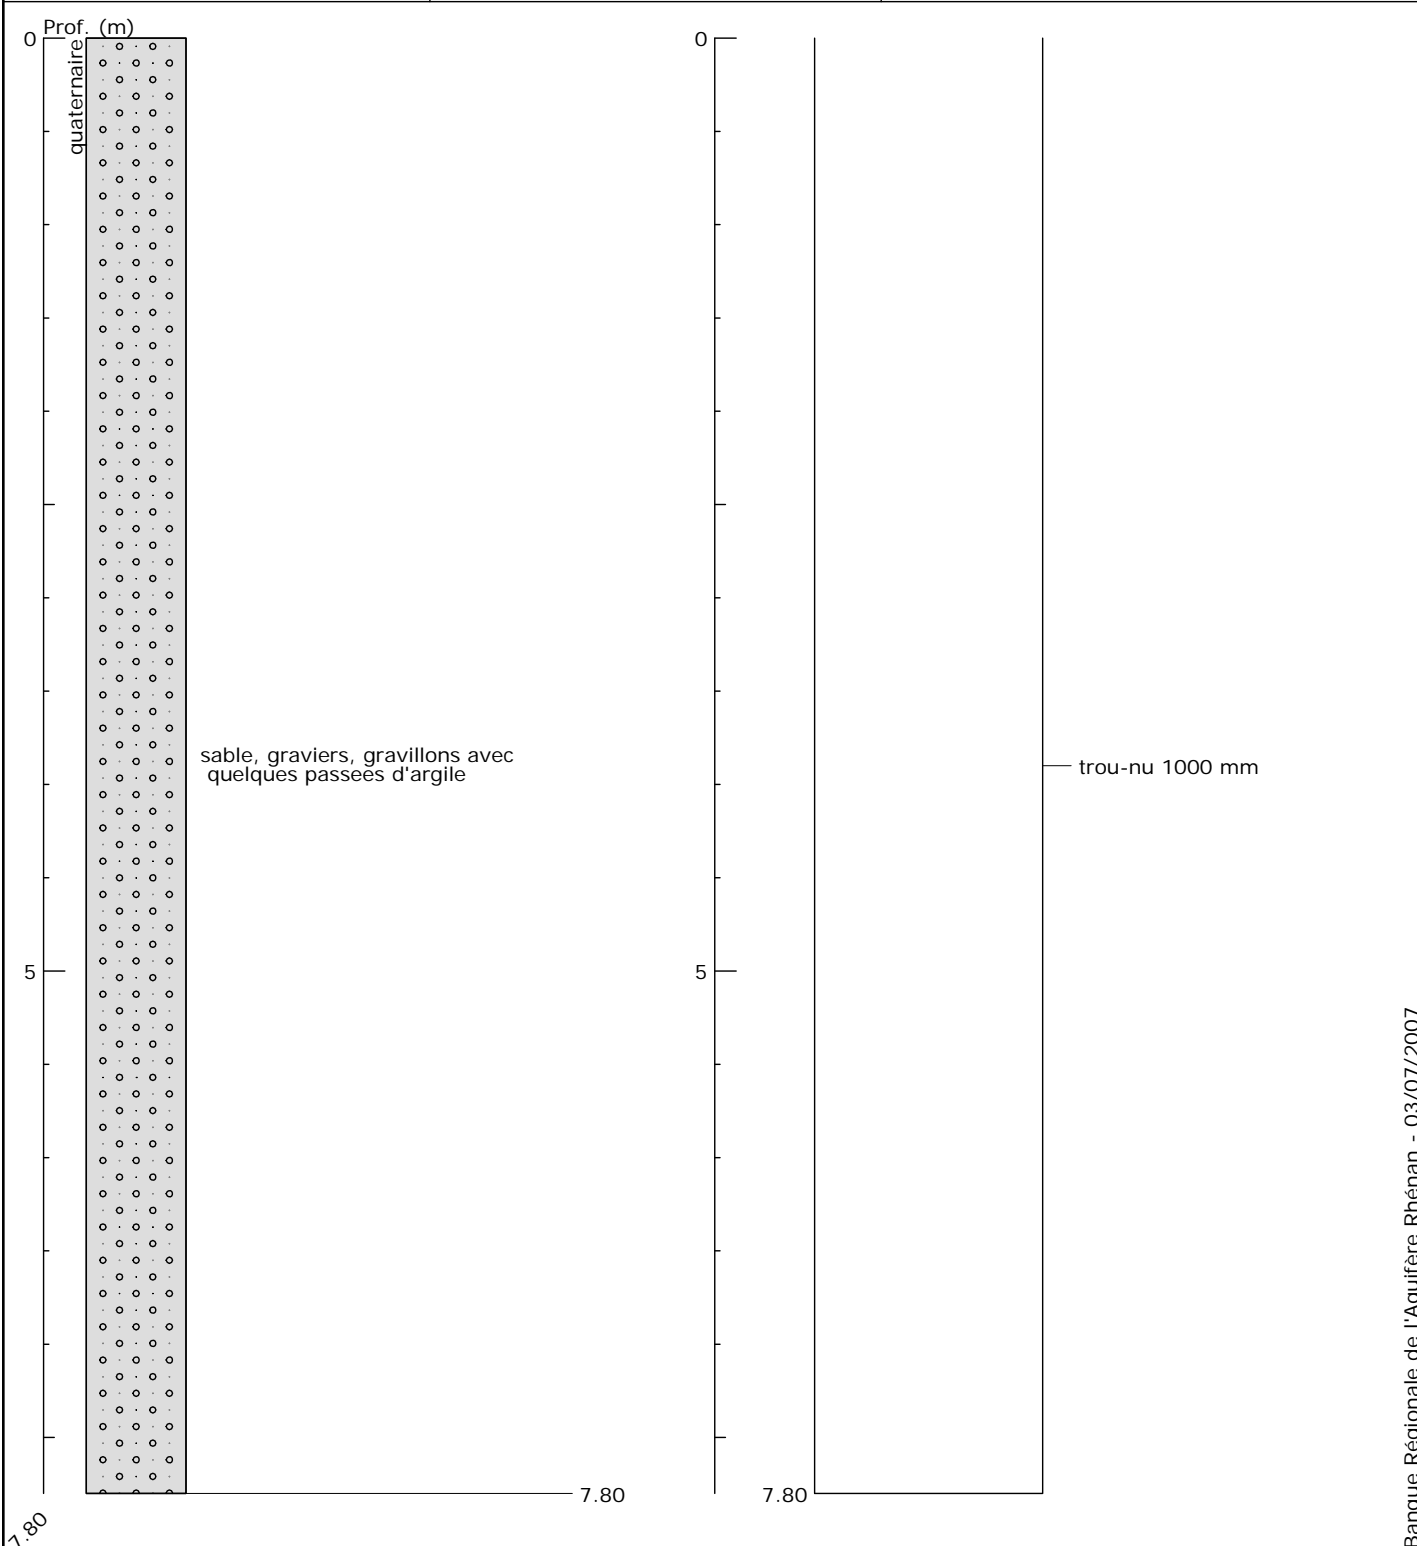 Prof. (m)
0
quaternaire
sable, graviers, gravillons avec
quelques passees d'argile
5
7.80
7.80
0
trou-nu 1000 mm
5
7.80
Banque Régionale de l'Aquifère Rhénan - 03/07/2007